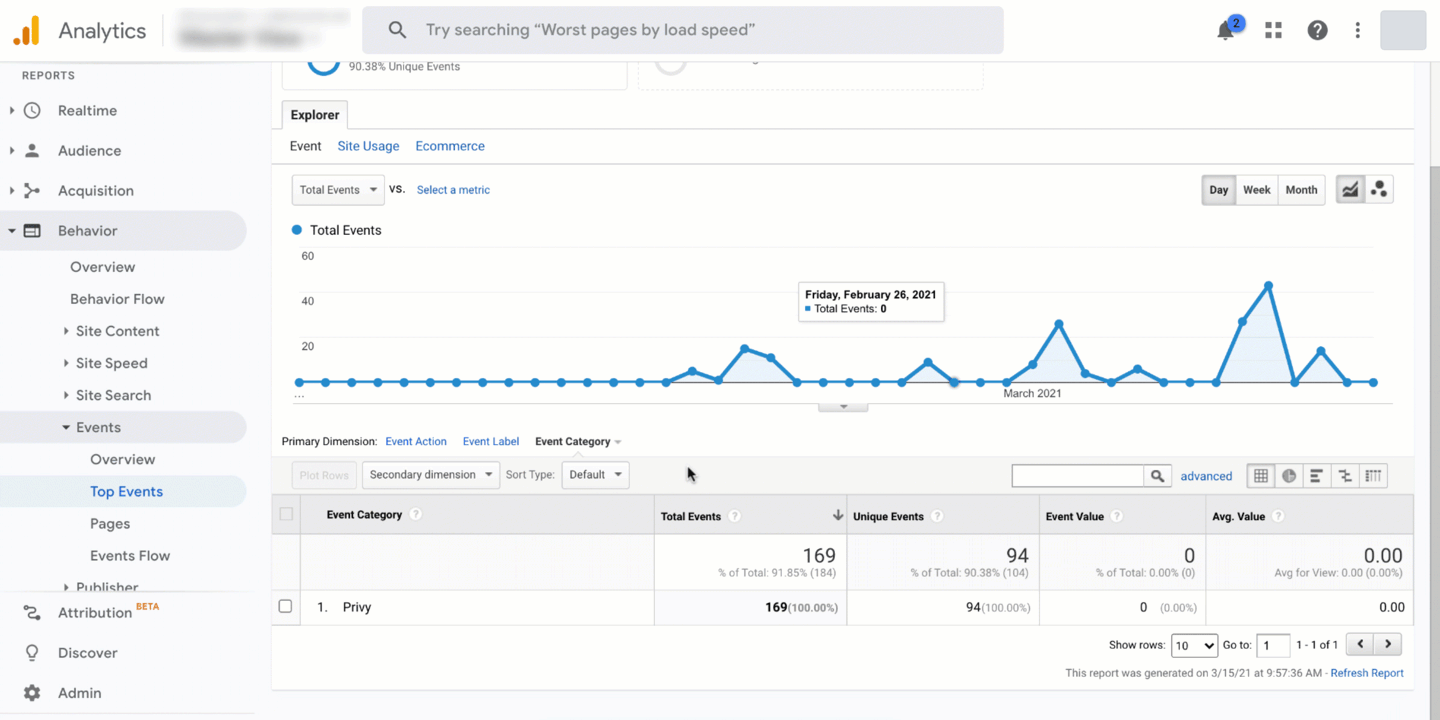 Analytics
Try searching “Worst pages by load speed”
2
REPORTS
Realtime
Audience
Acquisition
Behavior
Overview
Behavior Flow
Site Content
Site Speed
Site Search
Events
Overview
Top Events
Pages
Events Flow
Publisher
Attribution BETA
Discover
Admin
90.38% Unique Events
Explorer
Event Site Usage Ecommerce
Total Events VS. Select a metric
Day Week Month
Total Events
60
40
20
Friday, February 26, 2021
Total Events: 0
...
March 2021
Primary Dimension: Event Action Event Label Event Category
Plot Rows Secondary dimension Sort Type: Default advanced
Event Category ? Total Events ? Unique Events ? Event Value ? Avg. Value ?
169 94 0 0.00
% of Total: 91.85% (184) % of Total: 90.38% (104) % of Total: 0.00% (0) Avg for View: 0.00 (0.00%)
1. Privy 169(100.00%) 94(100.00%) 0 (0.00%) 0.00
Show rows: 10 Go to: 1 1 - 1 of 1
This report was generated on 3/15/21 at 9:57:36 AM - Refresh Report